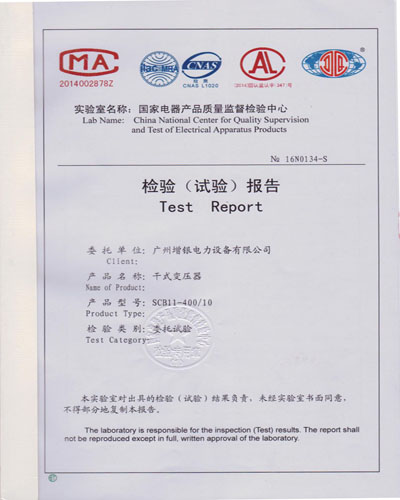 MA
2014002878Z
ilac-MRA
CNAS
CNAS L1020
AL
实验室名称: 国家电器产品质量监督检验中心
Lab Name: China National Center for Quality Supervision
and Test of Electrical Apparatus Products
№ 16N0134-S
检验(试验)报告
Test Report
委托单位: 广州增银电力设备有限公司
Client:
产品名称: 干式变压器
Name of Product:
产品型号: SCB11-400/10
Product Type:
检验类别: 委托试验
Test Category:
本实验室对出具的检验(试验)结果负责,未经实验室书面同意,
不得部分地复制本报告。
The laboratory is responsible for the inspection (Test) results. The report shall
not be reproduced except in full, written approval of the laboratory.